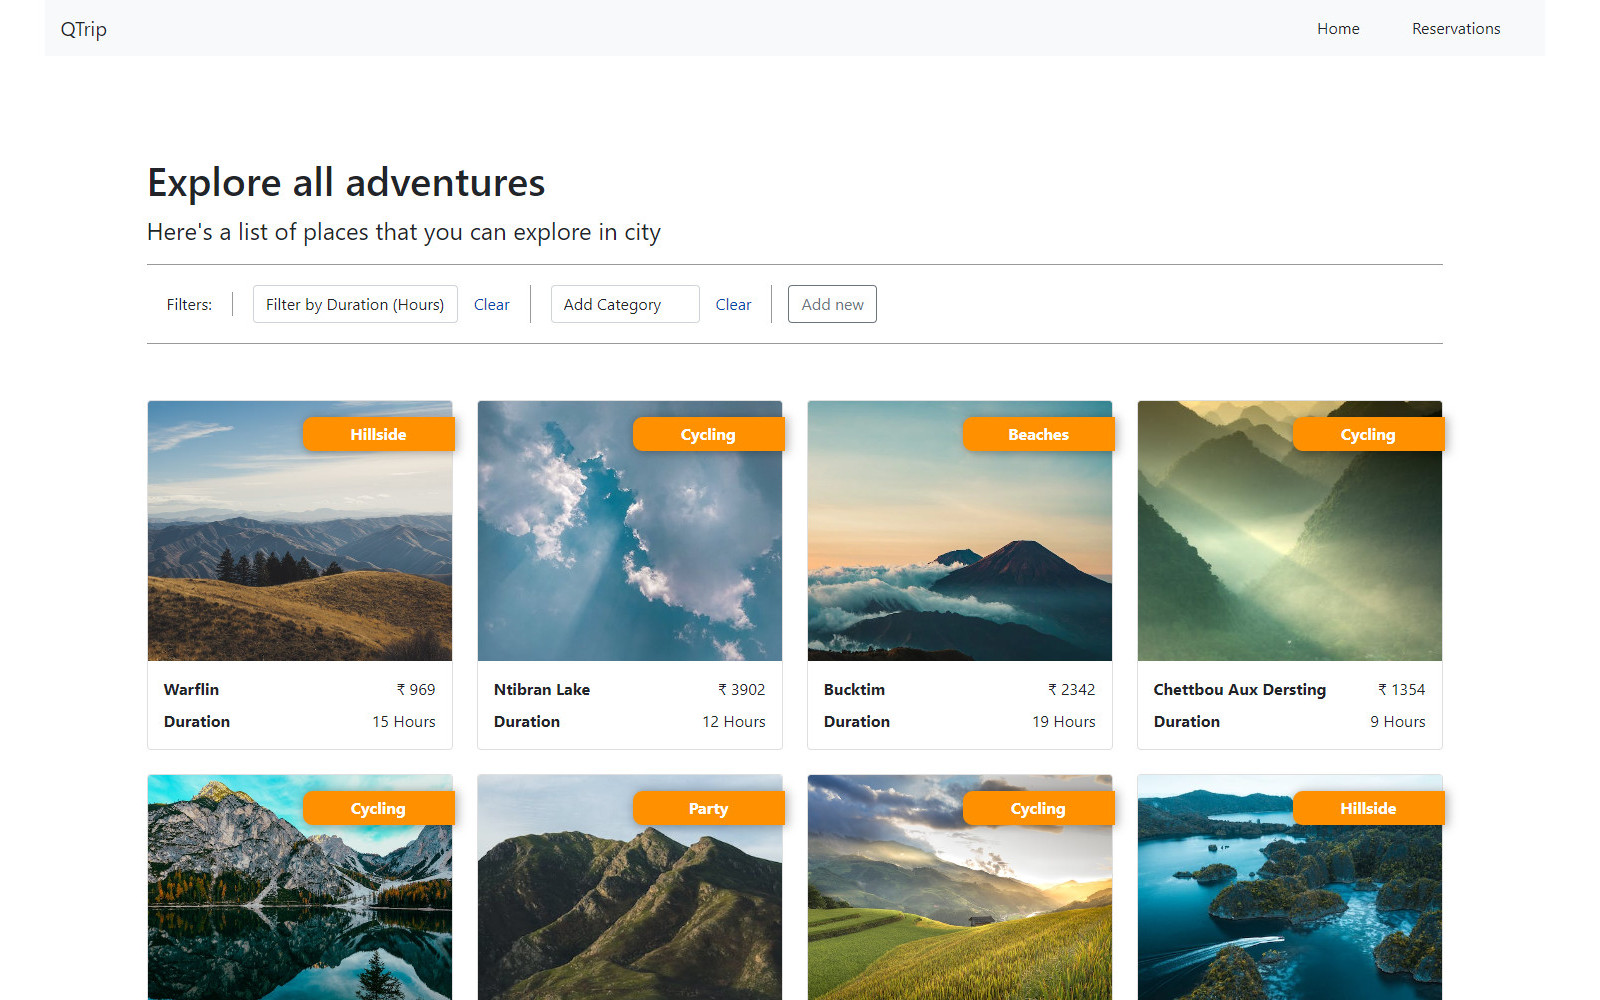 QTrip
Home
Reservations
Explore all adventures
Here's a list of places that you can explore in city
Filters:
Filter by Duration (Hours)
Clear
Add Category
Clear
Add new
Hillside
Cycling
Beaches
Cycling
Warflin
₹ 969
Duration
15 Hours
Ntibran Lake
₹ 3902
Duration
12 Hours
Bucktim
₹ 2342
Duration
19 Hours
Chettbou Aux Dersting
₹ 1354
Duration
9 Hours
Cycling
Party
Cycling
Hillside